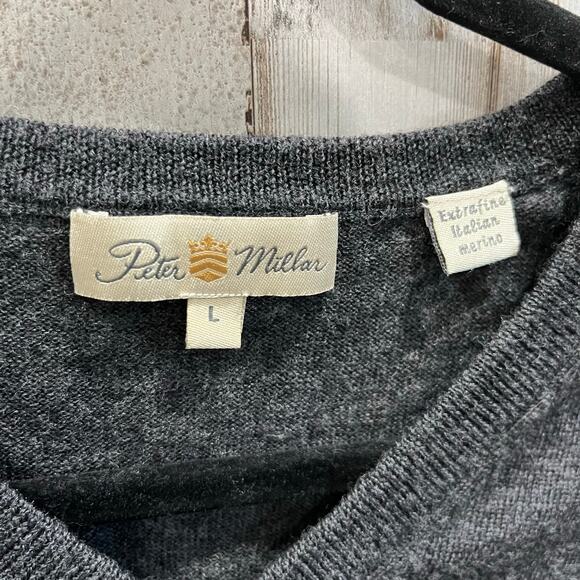 Peter Millar
L
Extrafine
Italian
merino